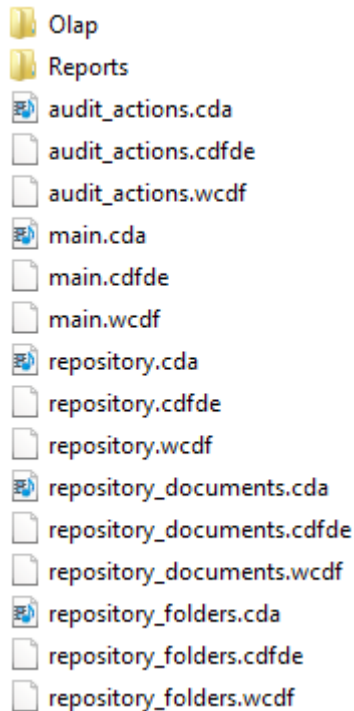 Olap
Reports
audit_actions.cda
audit_actions.cdfde
audit_actions.wcdf
main.cda
main.cdfde
main.wcdf
repository.cda
repository.cdfde
repository.wcdf
repository_documents.cda
repository_documents.cdfde
repository_documents.wcdf
repository_folders.cda
repository_folders.cdfde
repository_folders.wcdf